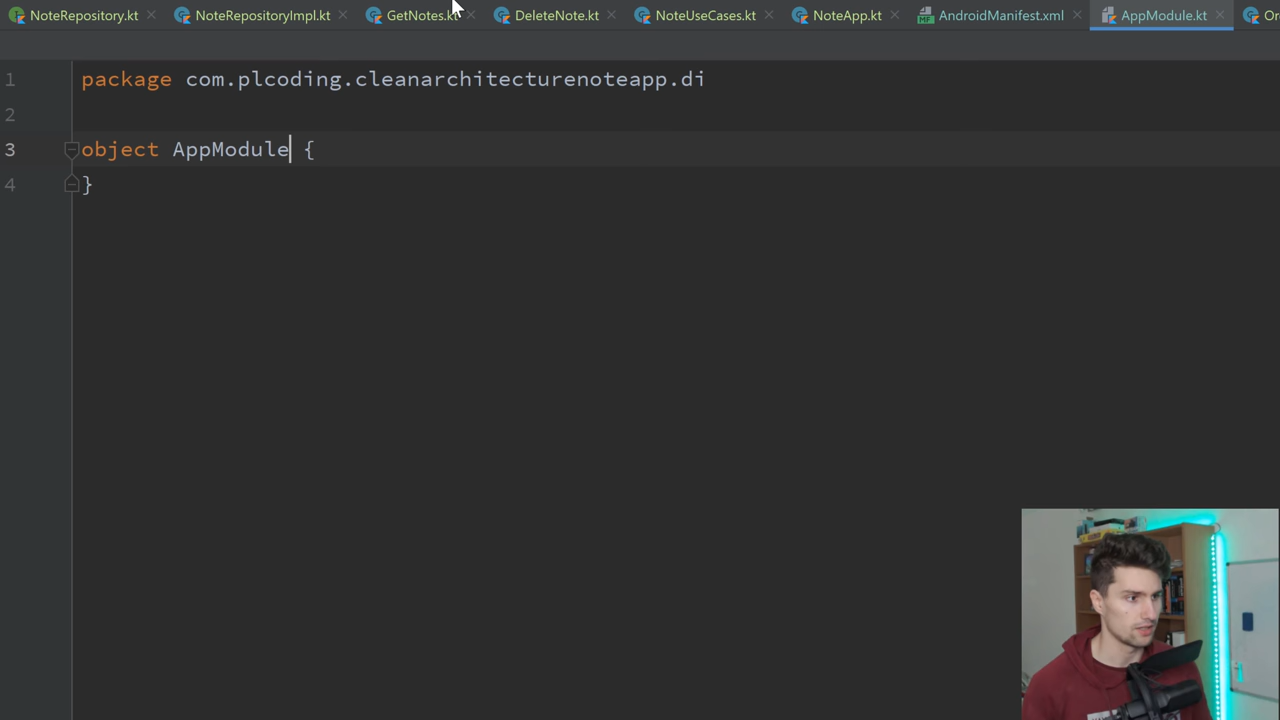 NoteRepository.kt
NoteRepositoryImpl.kt
GetNotes.kt
DeleteNote.kt
NoteUseCases.kt
NoteApp.kt
AndroidManifest.xml
AppModule.kt
Or
1 package com.plcoding.cleanarchitecturenoteapp.di
2
3 object AppModule {
4 }